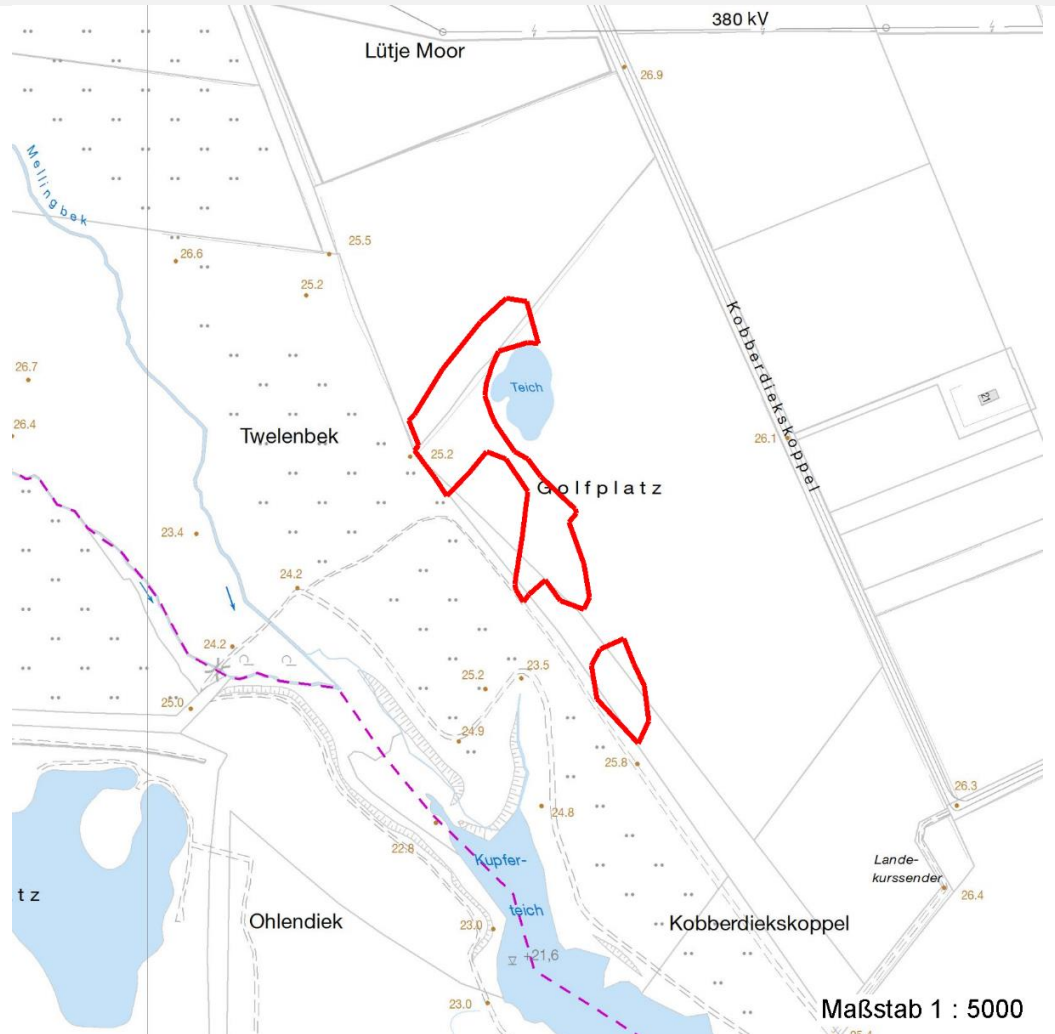 380 kV
Lütje Moor
26.9
Mellingbek
25.5
26.6
25.2
Kobberdiekskoppel
26.7
Teich
21
26.4
Twelenbek
26.1
25.2
Golfplatz
23.4
24.2
24.2
25.2
23.5
25.0
24.9
25.8
26.3
24.8
22.8
Kupfer-
teich
Lande-
kurssender
26.4
tz
Ohlendiek
23.0
Kobberdiekskoppel
+21,6
23.0
Maßstab 1 : 5000